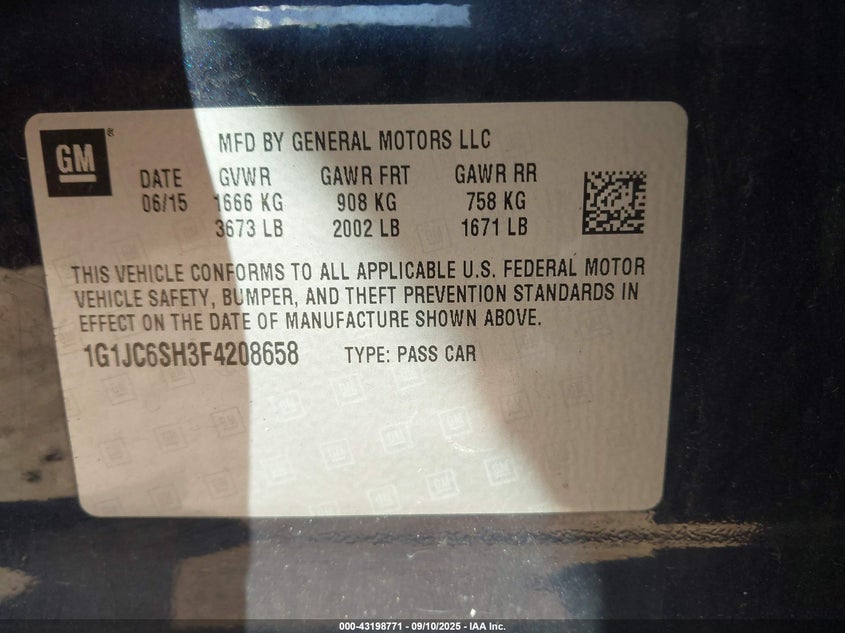 GM ®
MFD BY GENERAL MOTORS LLC
DATE GVWR GAWR FRT GAWR RR
06/15 1666 KG 908 KG 758 KG
3673 LB 2002 LB 1671 LB
THIS VEHICLE CONFORMS TO ALL APPLICABLE U.S. FEDERAL MOTOR
VEHICLE SAFETY, BUMPER, AND THEFT PREVENTION STANDARDS IN
EFFECT ON THE DATE OF MANUFACTURE SHOWN ABOVE.
1G1JC6SH3F4208658 TYPE: PASS CAR
000-43198771 - 09/10/2025 - IAA Inc.